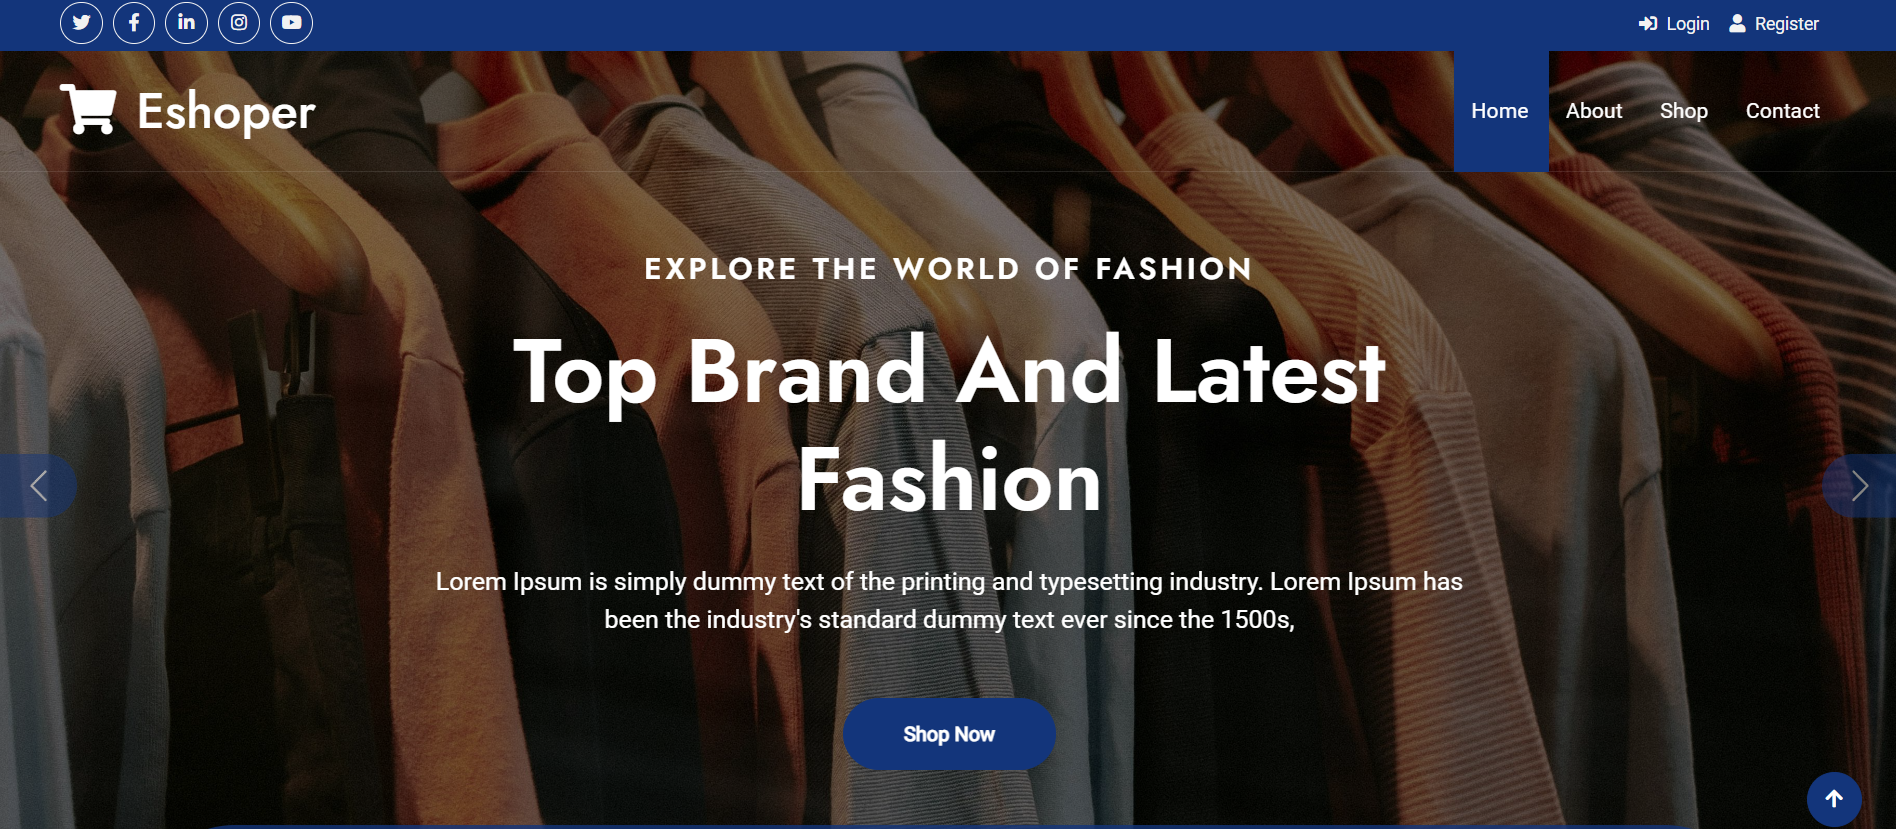 Login Register
Eshoper
Home About Shop Contact
EXPLORE THE WORLD OF FASHION
Top Brand And Latest
Fashion
Lorem Ipsum is simply dummy text of the printing and typesetting industry. Lorem Ipsum has
been the industry's standard dummy text ever since the 1500s,
Shop Now